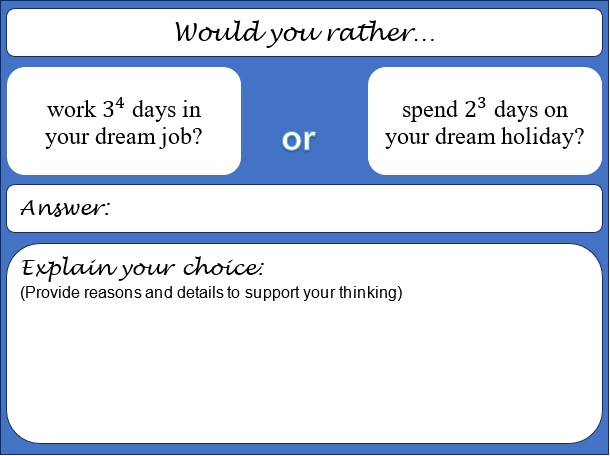 Would you rather...
work 3⁴ days in
your dream job?
or
spend 2³ days on
your dream holiday?
Answer:
Explain your choice:
(Provide reasons and details to support your thinking)